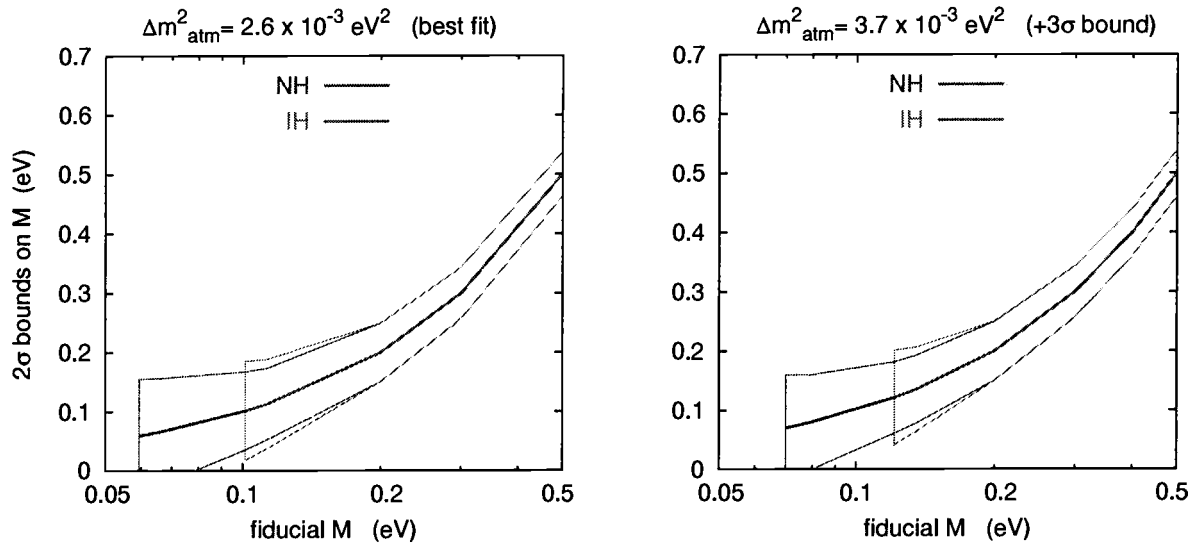 Δm²atm= 2.6 x 10⁻³ eV² (best fit)
0.7
0.6
0.5
0.4
0.3
0.2
0.1
0
2σ bounds on M (eV)
NH
IH
0.05
0.1
0.2
0.5
fiducial M (eV)
Δm²atm= 3.7 x 10⁻³ eV² (+3σ bound)
0.7
0.6
0.5
0.4
0.3
0.2
0.1
0
NH
IH
0.05
0.1
0.2
0.5
fiducial M (eV)